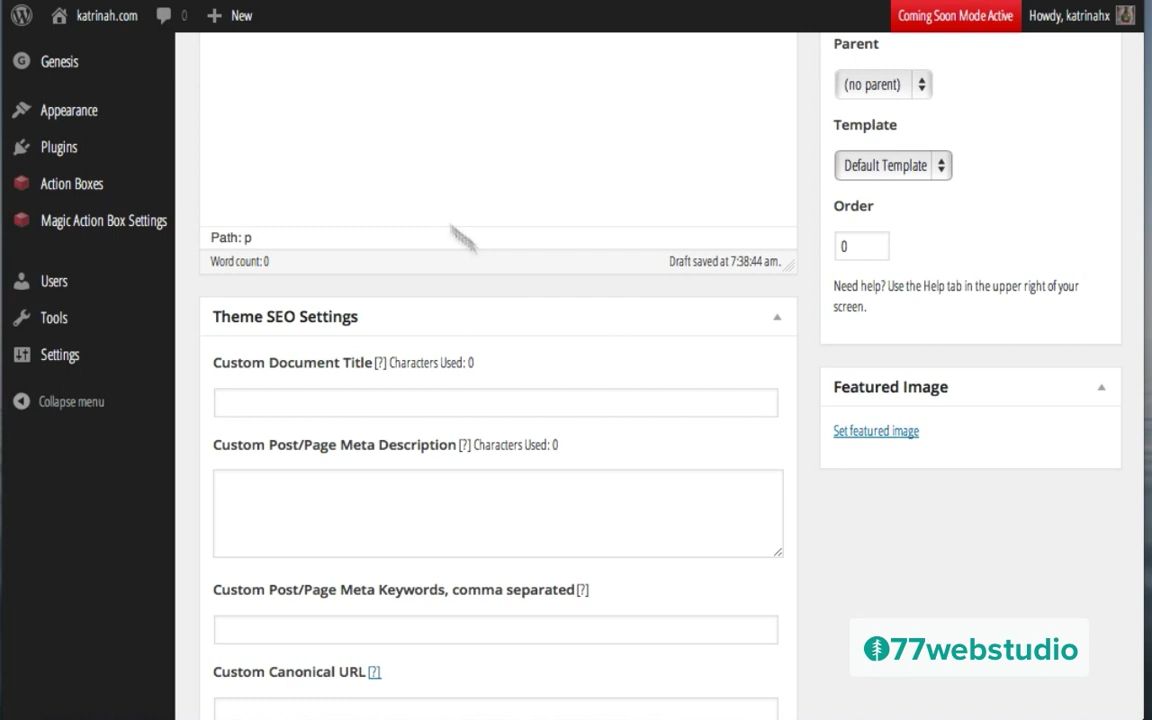 katrinah.com
0
New
Coming Soon Mode Active
Howdy, katrinahx
G
Genesis
Appearance
Plugins
Action Boxes
Magic Action Box Settings
Users
Tools
Settings
Collapse menu
Path: p
Word count: 0
Draft saved at 7:38:44 am.
Theme SEO Settings
Custom Document Title [?] Characters Used: 0
Custom Post/Page Meta Description [?] Characters Used: 0
Custom Post/Page Meta Keywords, comma separated [?]
Custom Canonical URL [?]
Parent
(no parent)
Template
Default Template
Order
0
Need help? Use the Help tab in the upper right of your
screen.
Featured Image
Set featured image
77webstudio